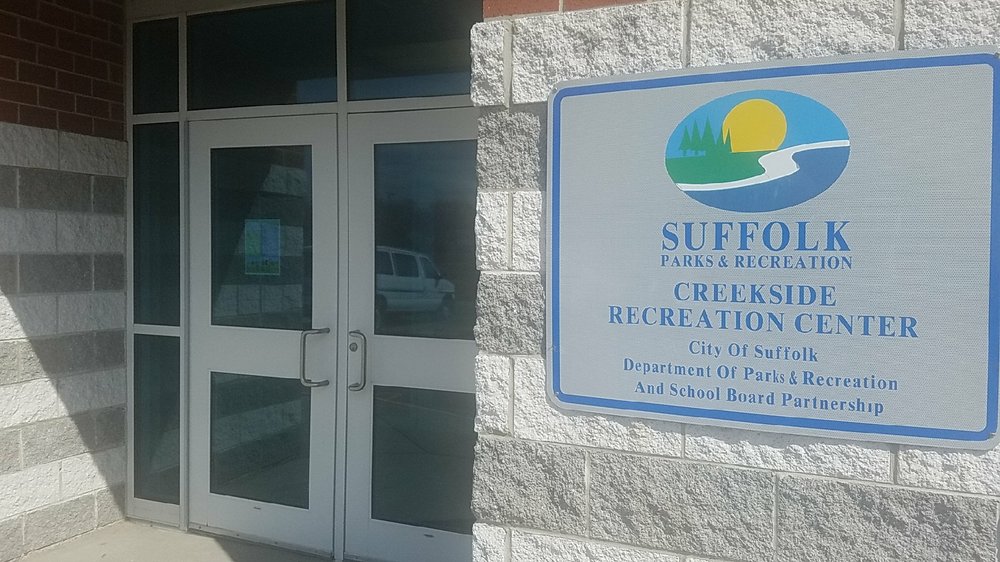 SUFFOLK
PARKS & RECREATION
CREEKSIDE
RECREATION CENTER
City Of Suffolk
Department Of Parks & Recreation
And School Board Partnership